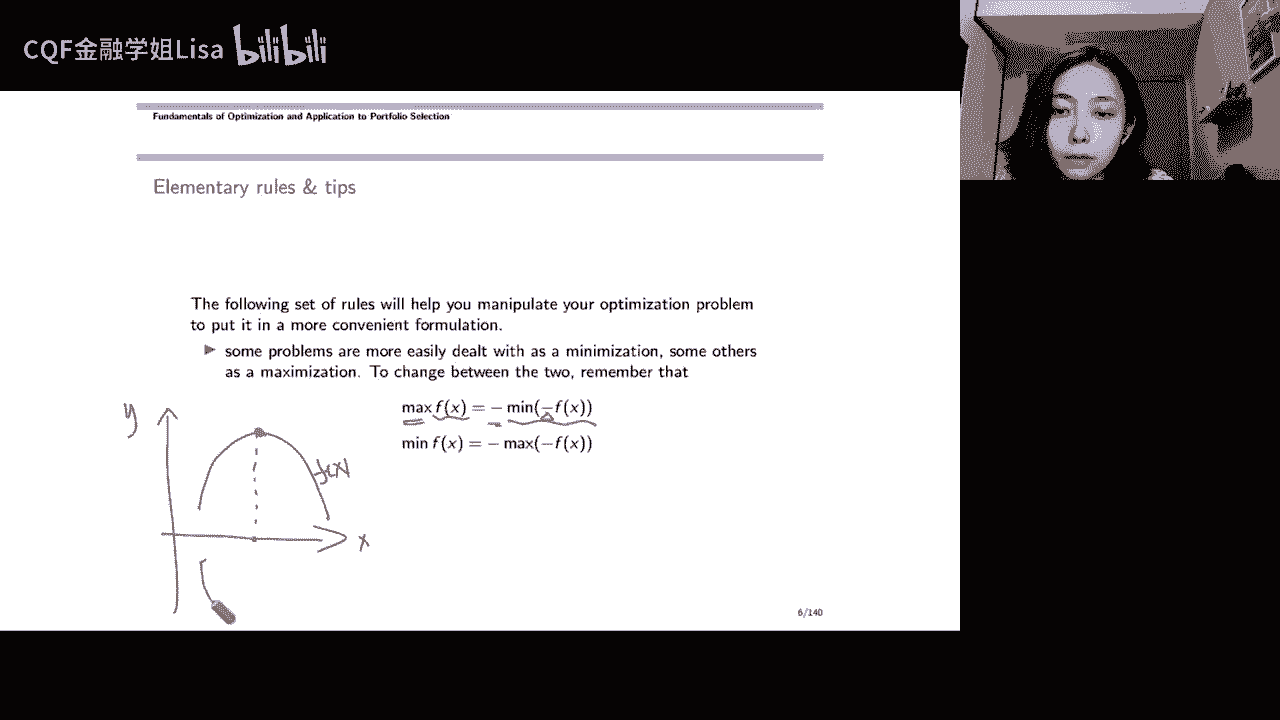 CQF金融学姐Lisa bilibili
Fundamentals of Optimization and Application to Portfolio Selection
Elementary rules & tips
The following set of rules will help you manipulate your optimization problem
to put it in a more convenient formulation.
▶ some problems are more easily dealt with as a minimization, some others
as a maximization. To change between the two, remember that
max f(x) = − min(−f(x))
min f(x) = − max(−f(x))
y
f(x)
x
6/140